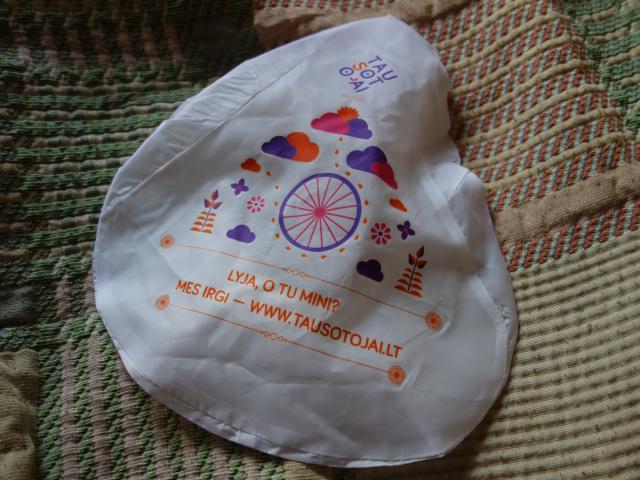 TAU
SOT
OJAI
LYJA, O TU MINI?
MES IRGI — WWW.TAUSOTOJAI.LT